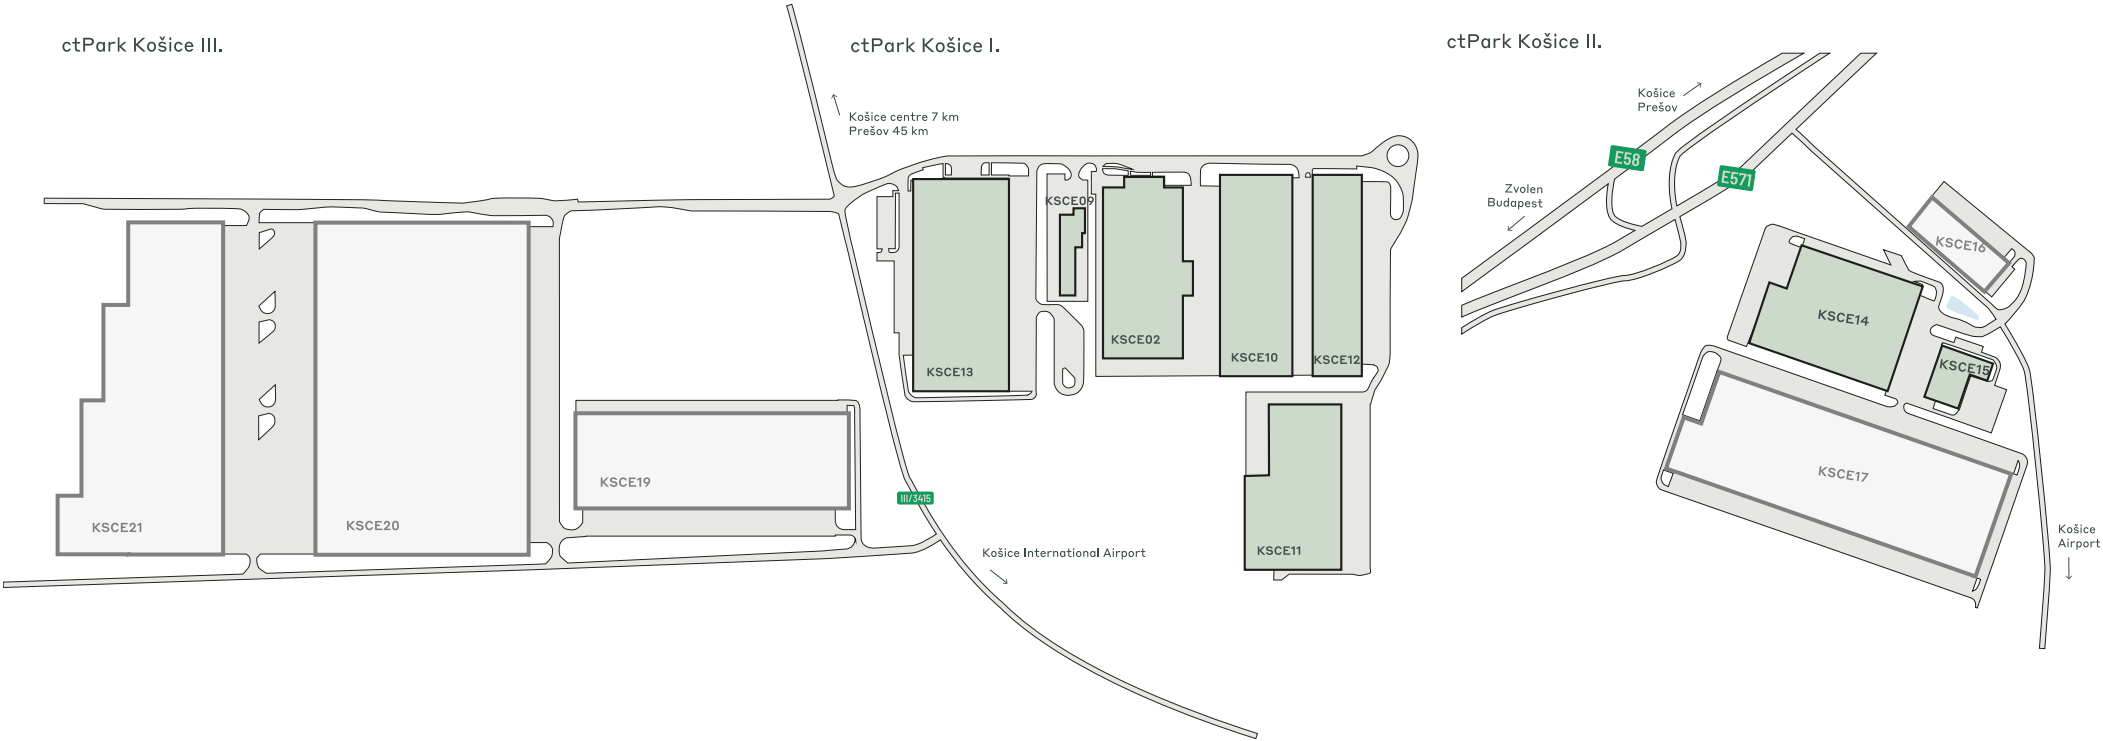 ctPark Košice III.
ctPark Košice I.
ctPark Košice II.
Košice centre 7 km
Prešov 45 km
Košice
Prešov
E58
E571
Zvolen
Budapest
KSCE09
KSCE16
KSCE14
KSCE02
KSCE10
KSCE12
KSCE13
KSCE15
KSCE17
KSCE19
KSCE21
KSCE20
III/3415
KSCE11
Košice International Airport
Košice
Airport